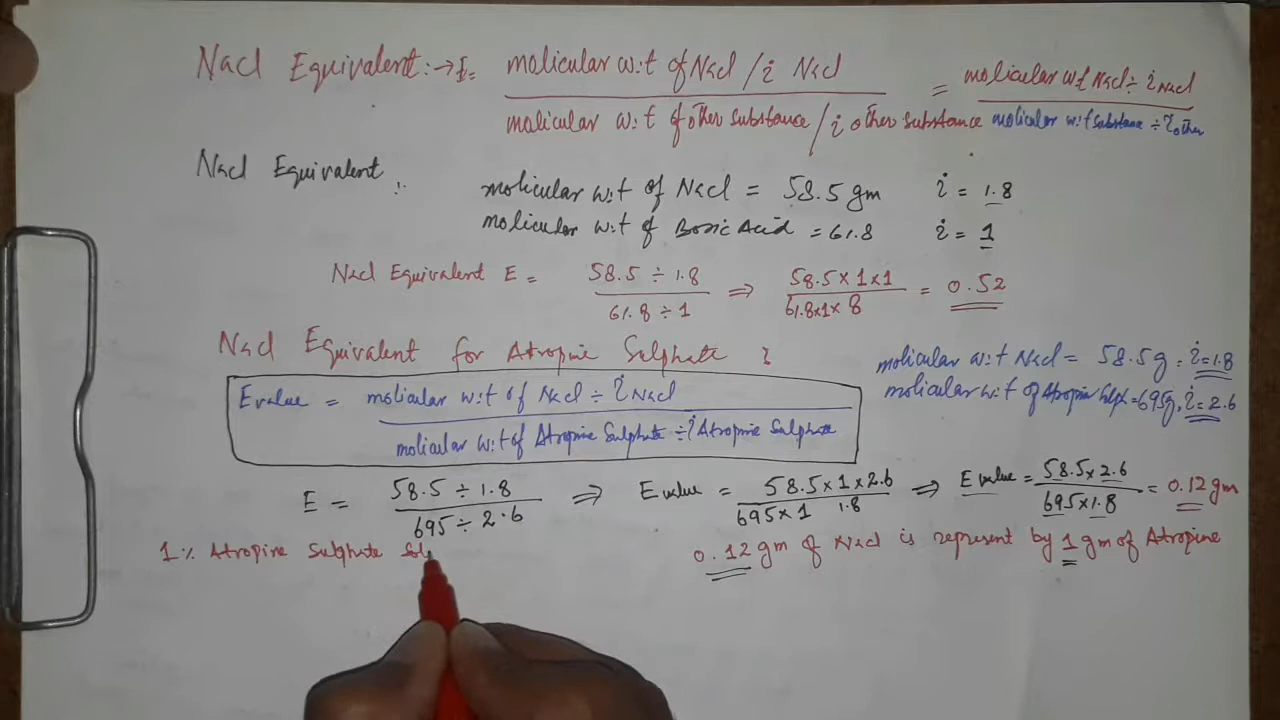 Nacl Equivalent:→ E= molicular w:t of Nacl / i Nacl / molicular w:t of other substance / i other substance = molicular wt Nacl ÷ i Nacl / molicular w:t substance ÷ i other
Nacl Equivalent :
molicular w:t of Nacl = 58.5 gm i = 1.8
molicular w:t of Boric Acid = 61.8 i = 1
Nacl Equivalent E = 58.5 ÷ 1.8 / 61.8 ÷ 1 ⇒ 58.5 x 1 x 1 / 61.8 x 1 x 8 = 0.52
Nacl Equivalent for Atropine Sulphate ?
molicular w:t Nacl = 58.5g . i = 1.8
molicular w:t of Atropin Sulph = 695g, i = 2.6
E value = molicular w:t of Nacl ÷ i Nacl / molicular w:t of Atropine Sulphate ÷ i Atropine Sulphate
E = 58.5 ÷ 1.8 / 695 ÷ 2.6 ⇒ E value = 58.5 x 1 x 2.6 / 695 x 1 1.8 ⇒ E value = 58.5 x 2.6 / 695 x 1.8 = 0.12 gm
0.12 gm of Nacl is represent by 1 gm of Atropine
1% Atropine Sulphate Sol